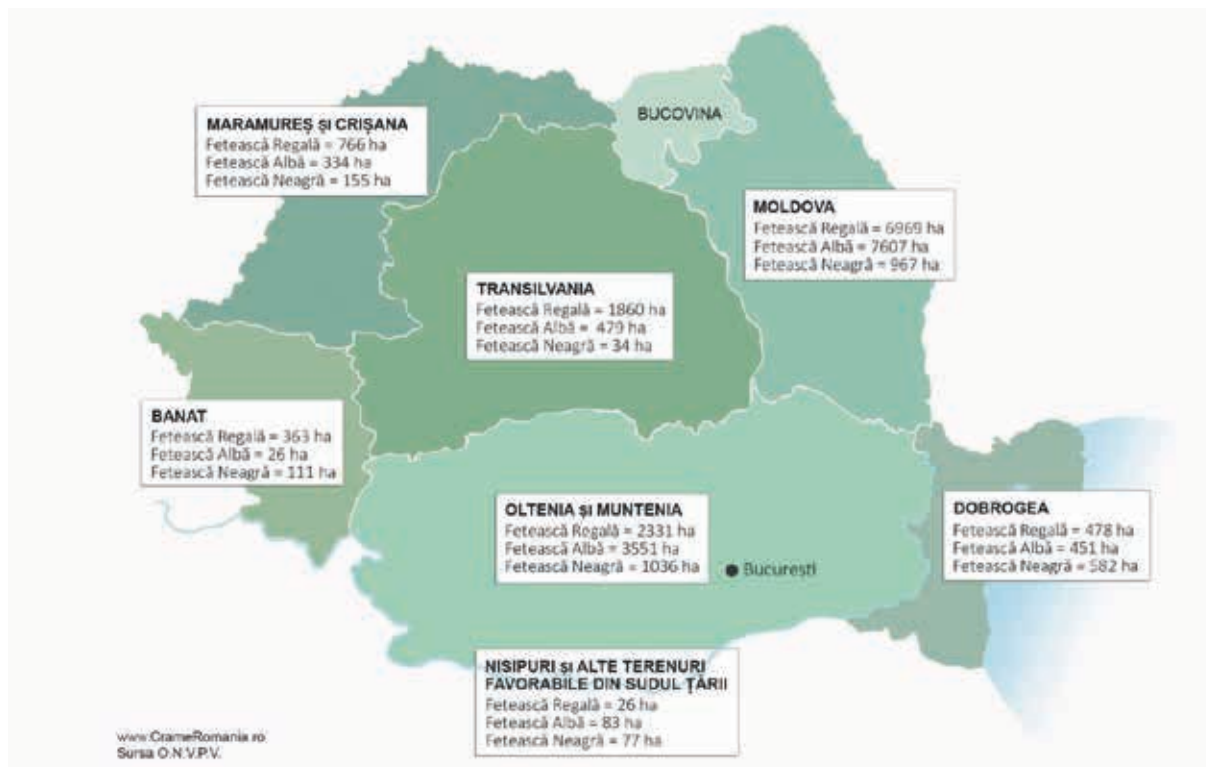 BUCOVINA
MARAMUREȘ și CRIȘANA
Fetească Regală = 766 ha
Fetească Albă = 334 ha
Fetească Neagră = 155 ha
MOLDOVA
Fetească Regală = 6969 ha
Fetească Albă = 7607 ha
Fetească Neagră = 967 ha
TRANSILVANIA
Fetească Regală = 1860 ha
Fetească Albă = 479 ha
Fetească Neagră = 34 ha
BANAT
Fetească Regală = 363 ha
Fetească Albă = 26 ha
Fetească Neagră = 111 ha
OLTENIA și MUNTENIA
Fetească Regală = 2331 ha
Fetească Albă = 3551 ha
Fetească Neagră = 1036 ha
București
DOBROGEA
Fetească Regală = 478 ha
Fetească Albă = 451 ha
Fetească Neagră = 582 ha
NISIPURI și ALTE TERENURI
FAVORABILE DIN SUDUL ȚĂRII
Fetească Regală = 26 ha
Fetească Albă = 83 ha
Fetească Neagră = 77 ha
www.CrameRomania.ro
Sursa O.N.V.P.V.